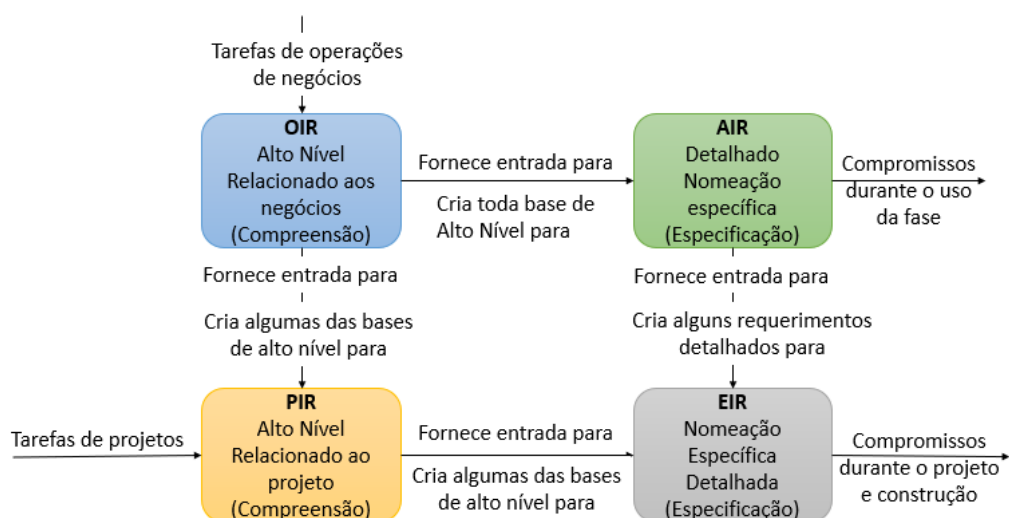 Tarefas de operações
de negócios
OIR
Alto Nível
Relacionado aos
negócios
(Compreensão)
Fornece entrada para
Cria toda base de
Alto Nível para
AIR
Detalhado
Nomeação
específica
(Especificação)
Compromissos
durante o uso
da fase
Fornece entrada para
Cria algumas das bases
de alto nível para
Fornece entrada para
Cria alguns requerimentos
detalhados para
Tarefas de projetos
PIR
Alto Nível
Relacionado ao
projeto
(Compreensão)
Fornece entrada para
Cria algumas das bases
de alto nível para
EIR
Nomeação
Específica
Detalhada
(Especificação)
Compromissos
durante o projeto
e construção